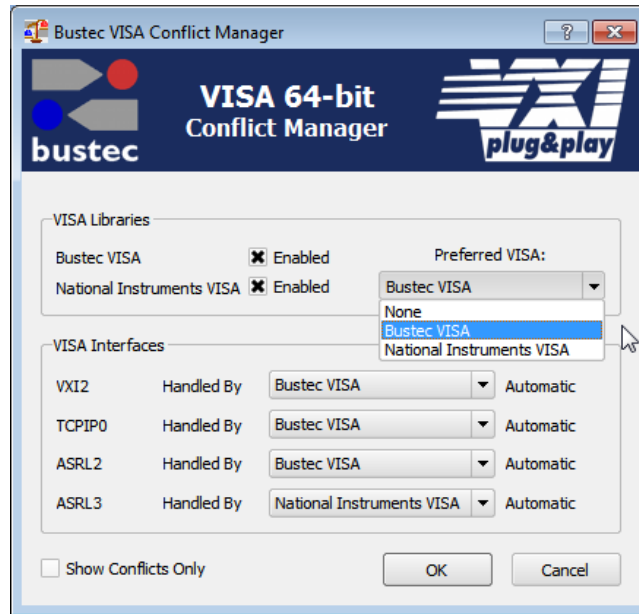 Bustec VISA Conflict Manager
bustec
VISA 64-bit
Conflict Manager
VXI
plug&play
VISA Libraries
Bustec VISA Enabled Preferred VISA:
National Instruments VISA Enabled Bustec VISA
None
Bustec VISA
National Instruments VISA
VISA Interfaces
VXI2 Handled By Bustec VISA Automatic
TCPIP0 Handled By Bustec VISA Automatic
ASRL2 Handled By Bustec VISA Automatic
ASRL3 Handled By National Instruments VISA Automatic
Show Conflicts Only OK Cancel